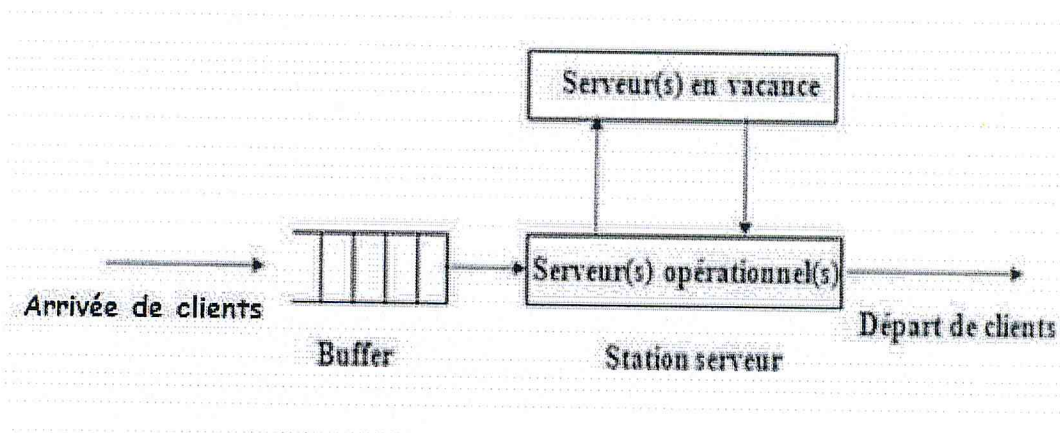 Serveur(s) en vacance
Serveur(s) opérationnel(s)
Arrivée de clients
Départ de clients
Buffer
Station serveur